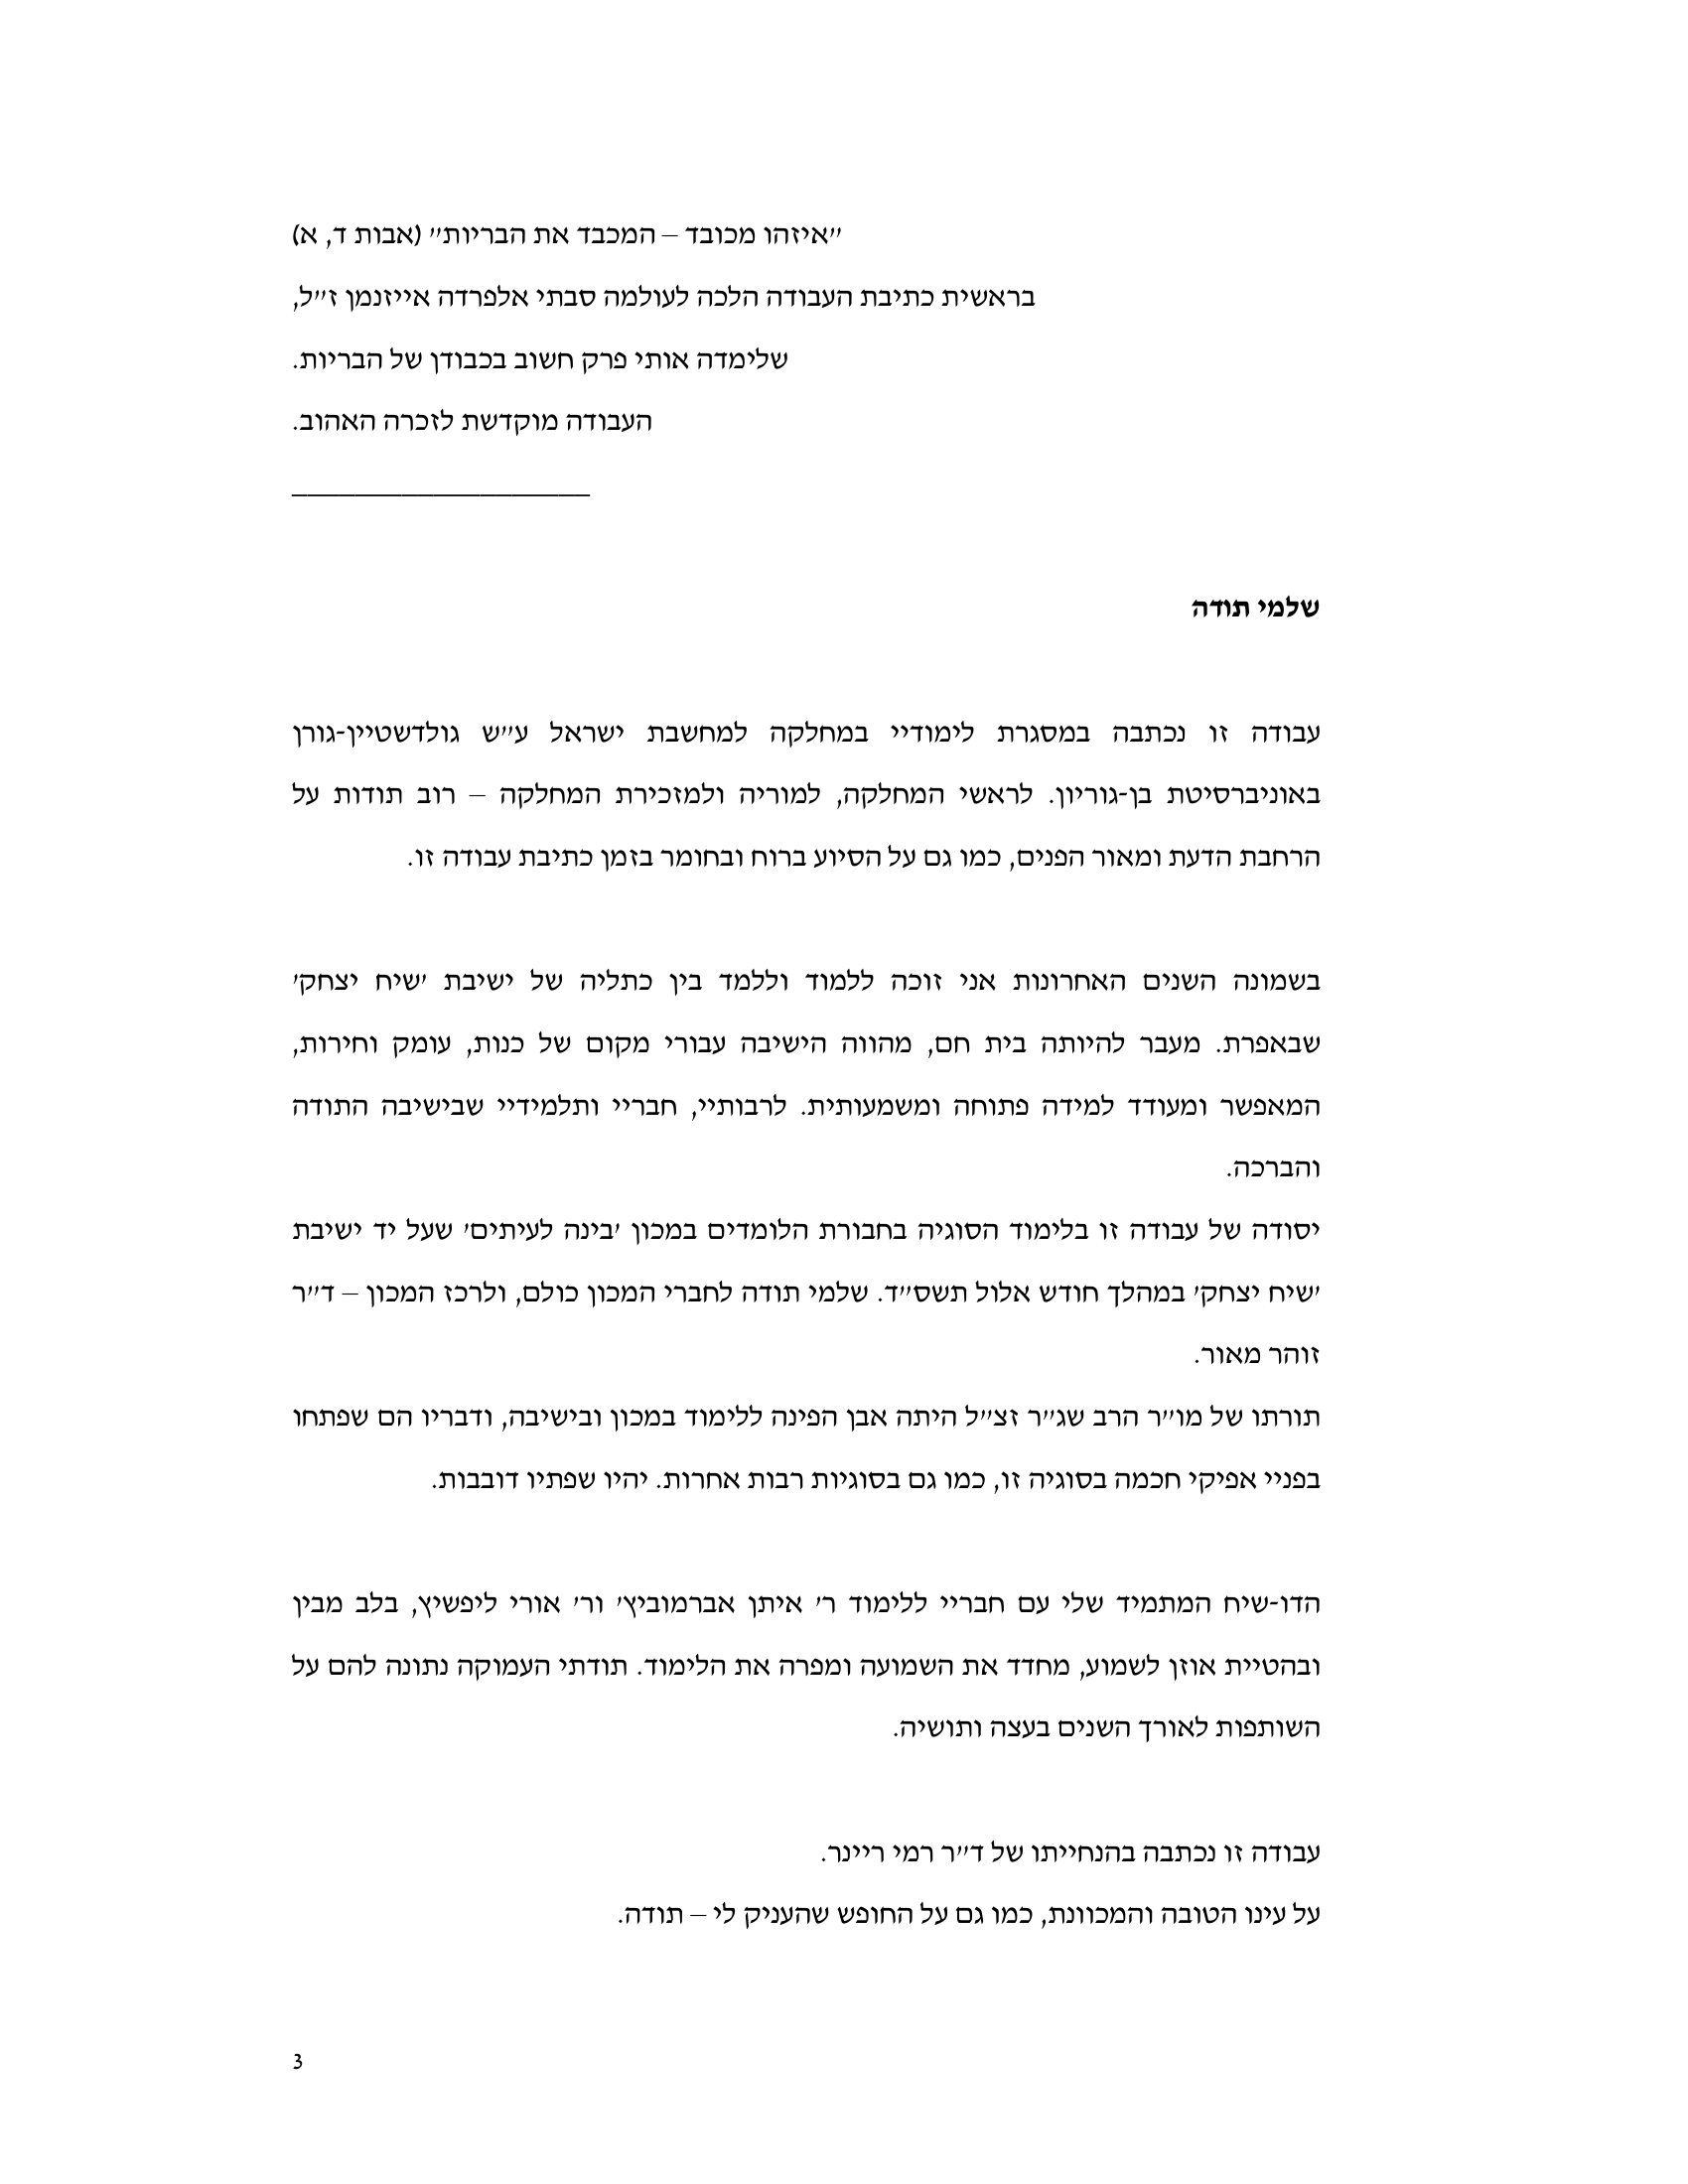 "איזהו מכובד – המכבד את הבריות" (אבות ד, א)
בראשית כתיבת העבודה הלכה לעולמה סבתי אלפרדה אייזנמן ז"ל,
שלימדה אותי פרק חשוב בכבודן של הבריות.
העבודה מוקדשת לזכרה האהוב.
____________________
שלמי תודה
עבודה זו נכתבה במסגרת לימודיי במחלקה למחשבת ישראל ע"ש גולדשטיין-גורן
באוניברסיטת בן-גוריון. לראשי המחלקה, למוריה ולמזכירת המחלקה – רוב תודות על
הרחבת הדעת ומאור הפנים, כמו גם על הסיוע ברוח ובחומר בזמן כתיבת עבודה זו.
בשמונה השנים האחרונות אני זוכה ללמוד וללמד בין כתליה של ישיבת 'שיח יצחק'
שבאפרת. מעבר להיותה בית חם, מהווה הישיבה עבורי מקום של כנות, עומק וחירות,
המאפשר ומעודד למידה פתוחה ומשמעותית. לרבותיי, חבריי ותלמידיי שבישיבה התודה
והברכה.
יסודה של עבודה זו בלימוד הסוגיה בחבורת הלומדים במכון 'בינה לעיתים' שעל יד ישיבת
'שיח יצחק' במהלך חודש אלול תשס"ד. שלמי תודה לחברי המכון כולם, ולרכז המכון – ד"ר
זוהר מאור.
תורתו של מו"ר הרב שג"ר זצ"ל היתה אבן הפינה ללימוד במכון ובישיבה, ודבריו הם שפתחו
בפניי אפיקי חכמה בסוגיה זו, כמו גם בסוגיות רבות אחרות. יהיו שפתיו דובבות.
הדו-שיח המתמיד שלי עם חבריי ללימוד ר' איתן אברמוביץ' ור' אורי ליפשיץ, בלב מבין
ובהטיית אוזן לשמוע, מחדד את השמועה ומפרה את הלימוד. תודתי העמוקה נתונה להם על
השותפות לאורך השנים בעצה ותושיה.
עבודה זו נכתבה בהנחייתו של ד"ר רמי ריינר.
על עינו הטובה והמכוונת, כמו גם על החופש שהעניק לי – תודה.
3